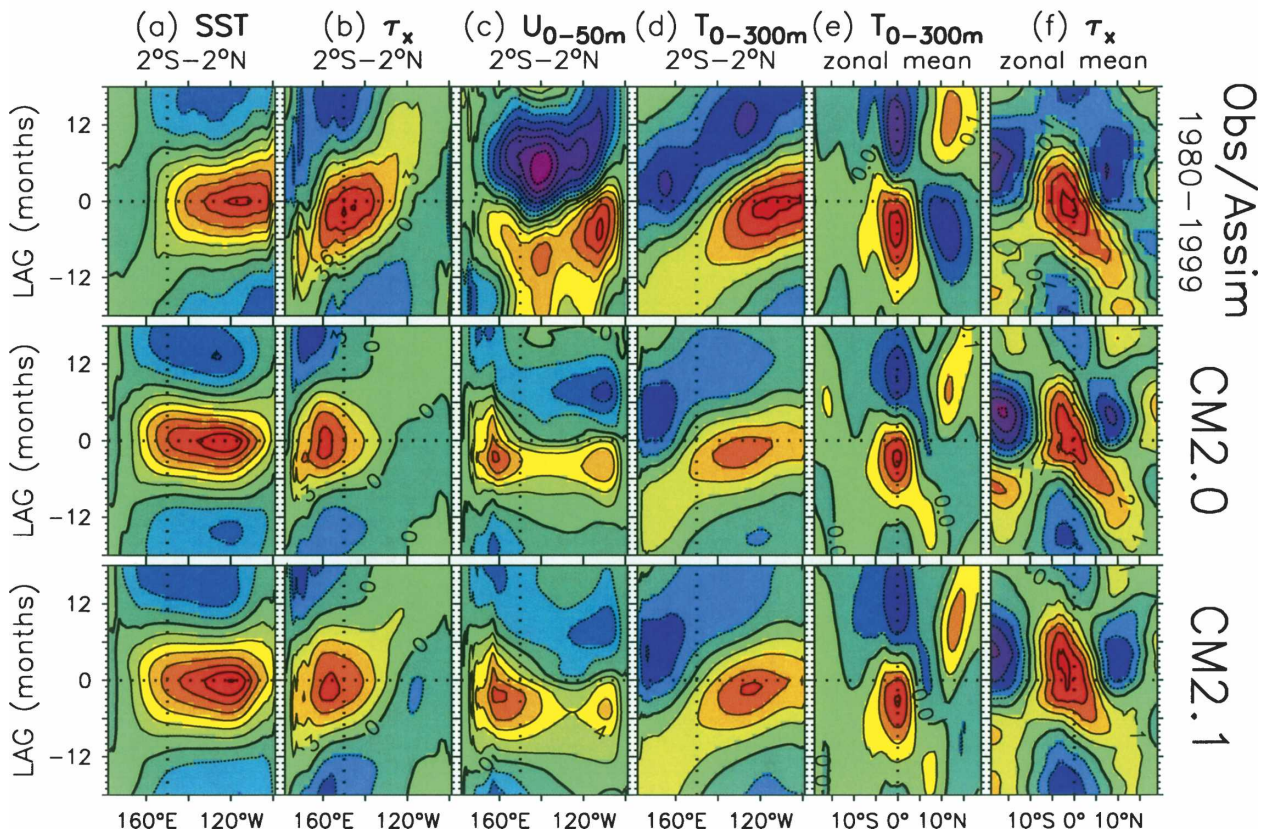 (a) SST (b) τx (c) U0-50m (d) T0-300m (e) T0-300m (f) τx
2°S-2°N 2°S-2°N 2°S-2°N 2°S-2°N zonal mean zonal mean
LAG (months)
12
0
-12
Obs/Assim
1980-1999
LAG (months)
12
0
-12
CM2.0
LAG (months)
12
0
-12
CM2.1
160°E 120°W 160°E 120°W 160°E 120°W 160°E 120°W 10°S 0° 10°N 10°S 0° 10°N